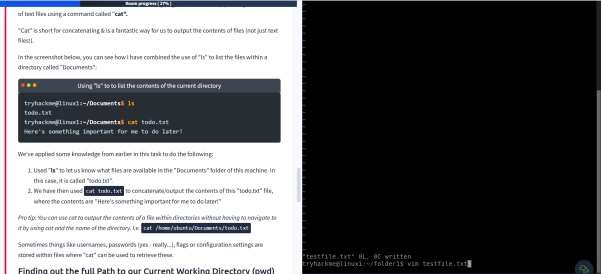 Room progress ( 27% )
of text files using a command called "cat".
"Cat" is short for concatenating & is a fantastic way for us to output the contents of files (not just text
files!).
In the screenshot below, you can see how I have combined the use of "ls" to list the files within a
directory called "Documents":
Using "ls" to to list the contents of the current directory
tryhackme@linux1:~/Documents$ ls
todo.txt
tryhackme@linux1:~/Documents$ cat todo.txt
Here's something important for me to do later!
We've applied some knowledge from earlier in this task to do the following:
1. Used "ls" to let us know what files are available in the "Documents" folder of this machine. In
this case, it is called "todo.txt".
2. We have then used cat todo.txt to concatenate/output the contents of this "todo.txt" file,
where the contents are "Here's something important for me to do later!"
Pro tip: You can use cat to output the contents of a file within directories without having to navigate to
it by using cat and the name of the directory. I.e. cat /home/ubuntu/Documents/todo.txt
Sometimes things like usernames, passwords (yes - really...), flags or configuration settings are
stored within files where "cat" can be used to retrieve these.
Finding out the full Path to our Current Working Directory (pwd)
"testfile.txt" 0L, 0C written
tryhackme@linux1:~/folder1$ vim testfile.txt